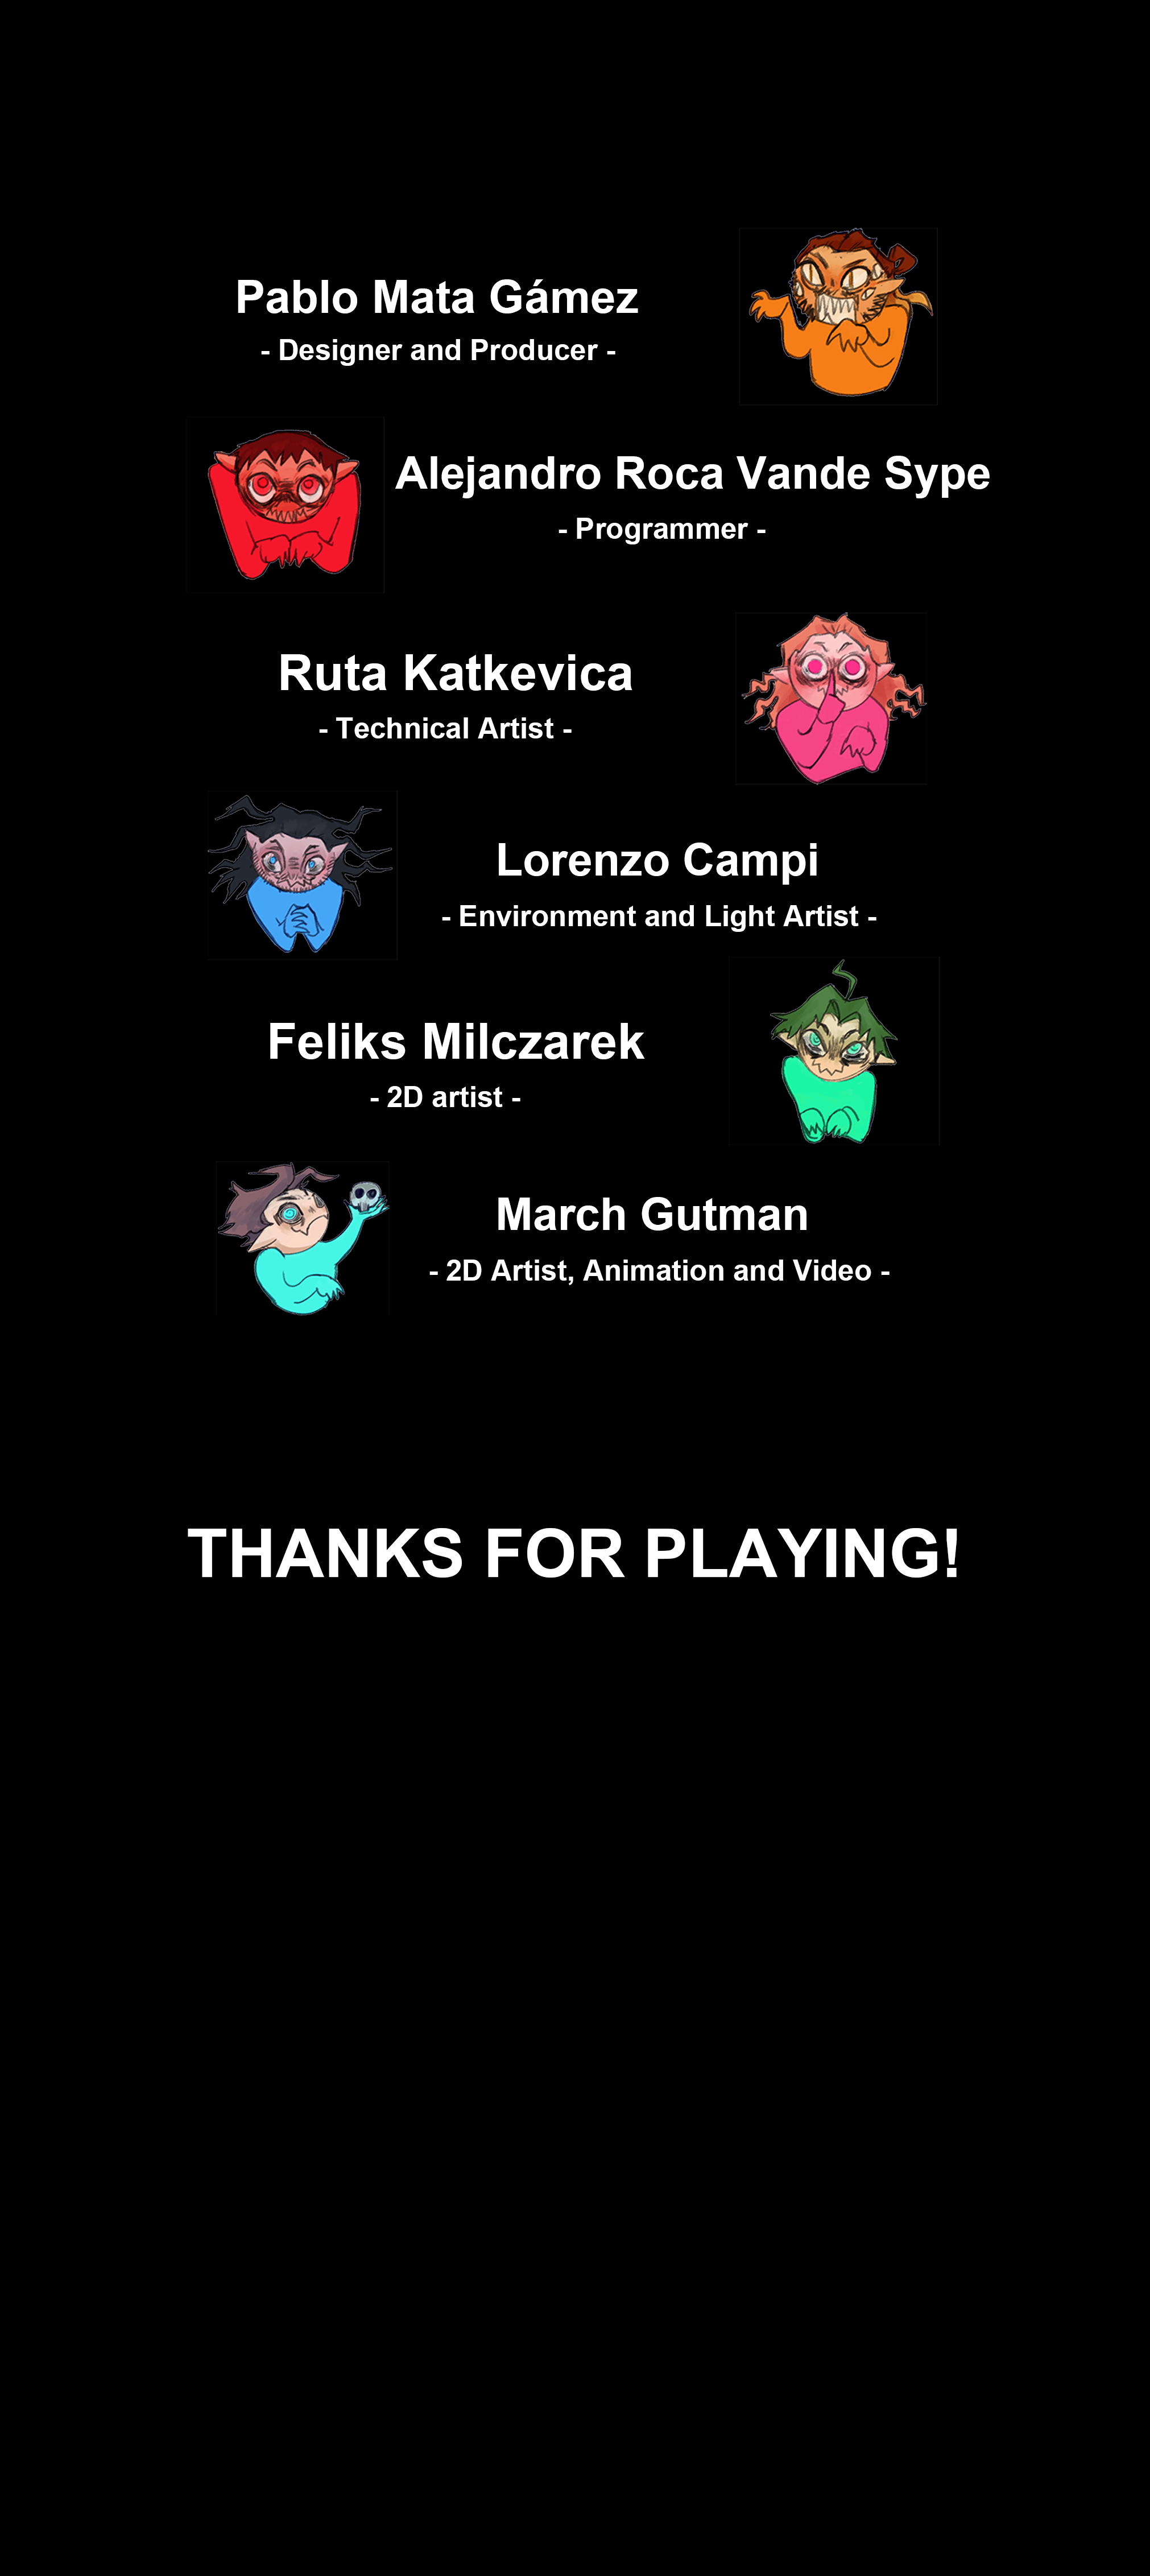 Pablo Mata Gámez
- Designer and Producer -
Alejandro Roca Vande Sype
- Programmer -
Ruta Katkevica
- Technical Artist -
Lorenzo Campi
- Environment and Light Artist -
Feliks Milczarek
- 2D artist -
March Gutman
- 2D Artist, Animation and Video -
THANKS FOR PLAYING!